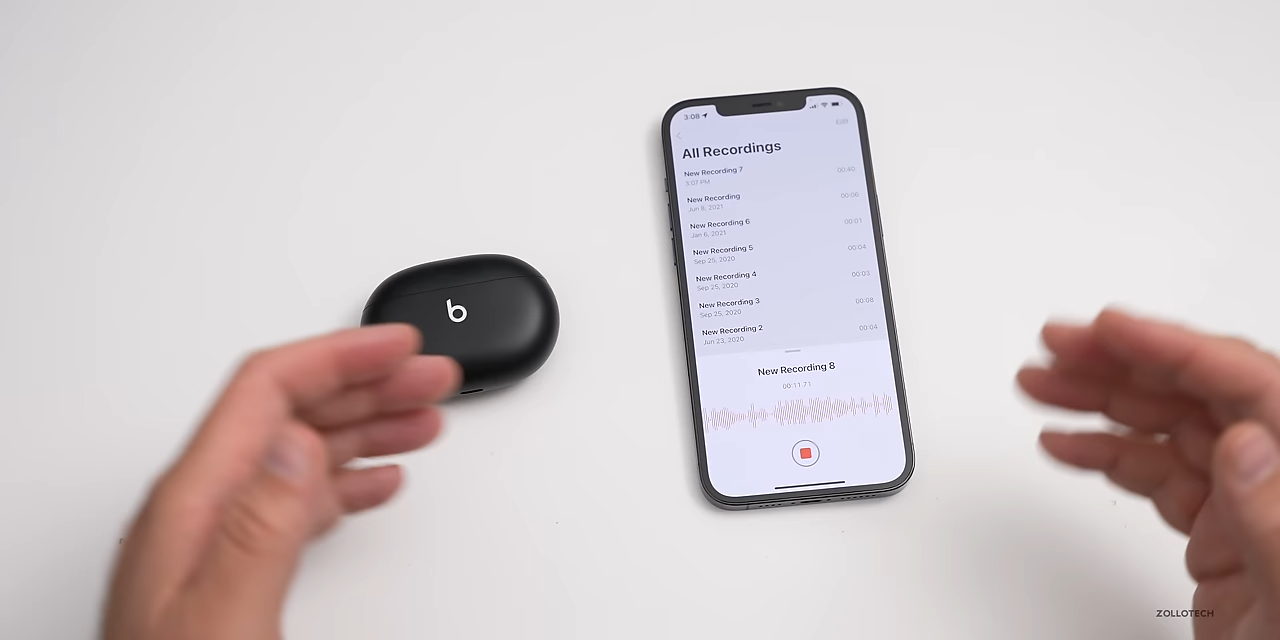 3:08
Edit
All Recordings
New Recording 7
3:07 PM
00:40
New Recording
Jun 8, 2021
00:06
New Recording 6
Jan 6, 2021
00:01
New Recording 5
Sep 25, 2020
00:04
New Recording 4
Sep 25, 2020
00:03
New Recording 3
Sep 25, 2020
00:08
New Recording 2
Jun 23, 2020
00:04
New Recording 8
00:11.71
b
ZOLLOTECH